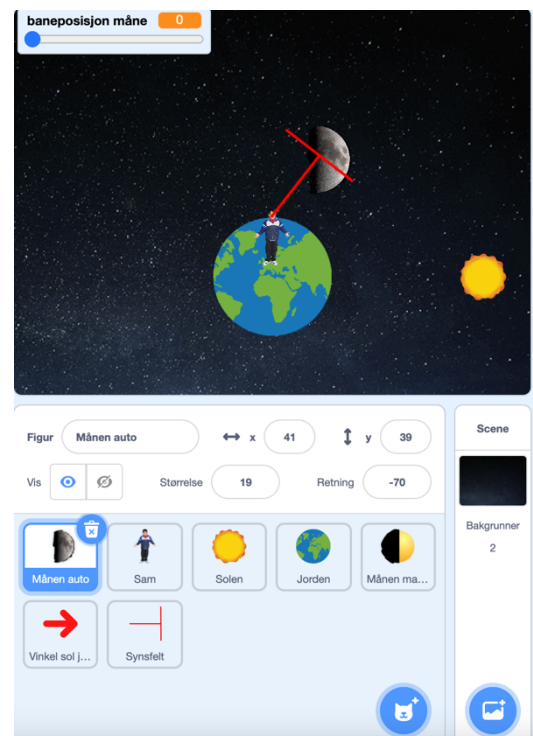 baneposisjon måne 0
Figur Månen auto x 41 y 39
Vis Størrelse 19 Retning -70
Scene
Bakgrunner
2
Månen auto Sam Solen Jorden Månen ma...
Vinkel sol j... Synsfelt